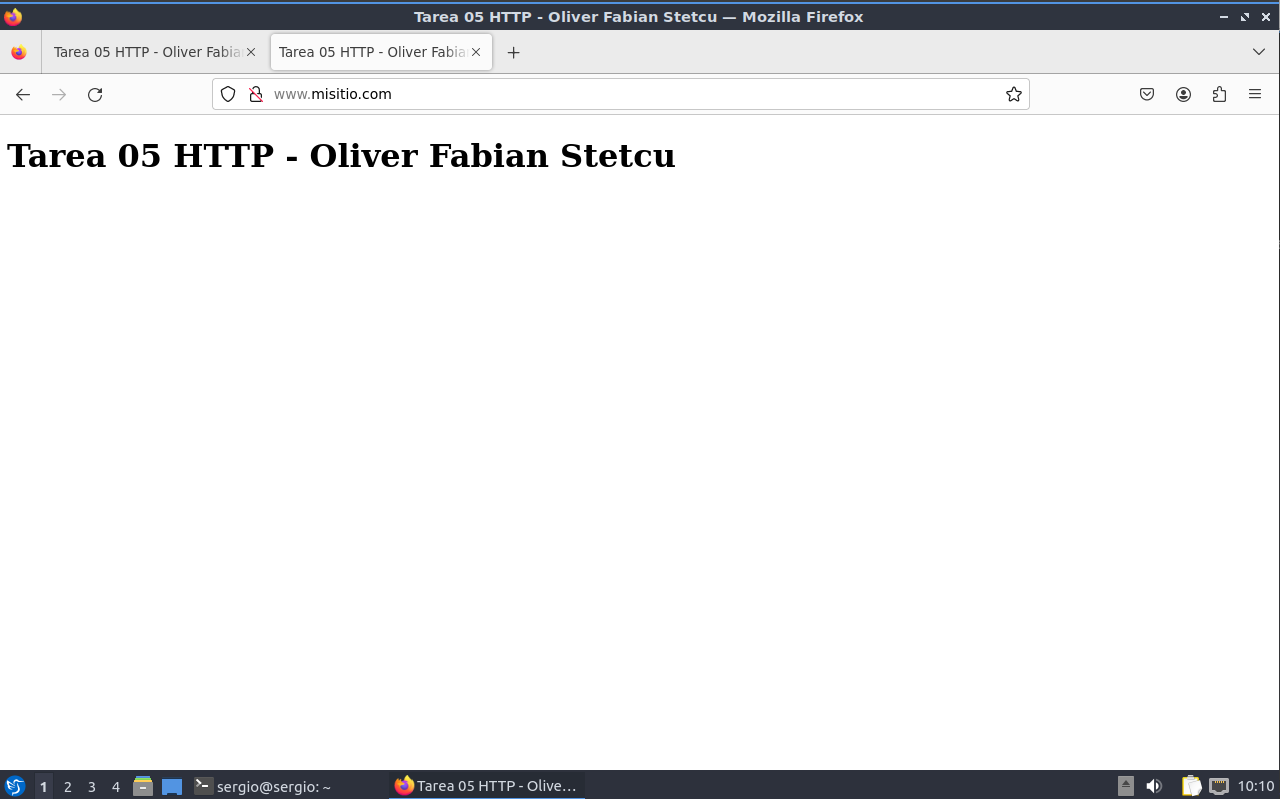 Tarea 05 HTTP - Oliver Fabian Stetcu — Mozilla Firefox
Tarea 05 HTTP - Oliver Fabia
Tarea 05 HTTP - Oliver Fabia
www.misitio.com
Tarea 05 HTTP - Oliver Fabian Stetcu
1 2 3 4 sergio@sergio: ~ Tarea 05 HTTP - Olive... 10:10